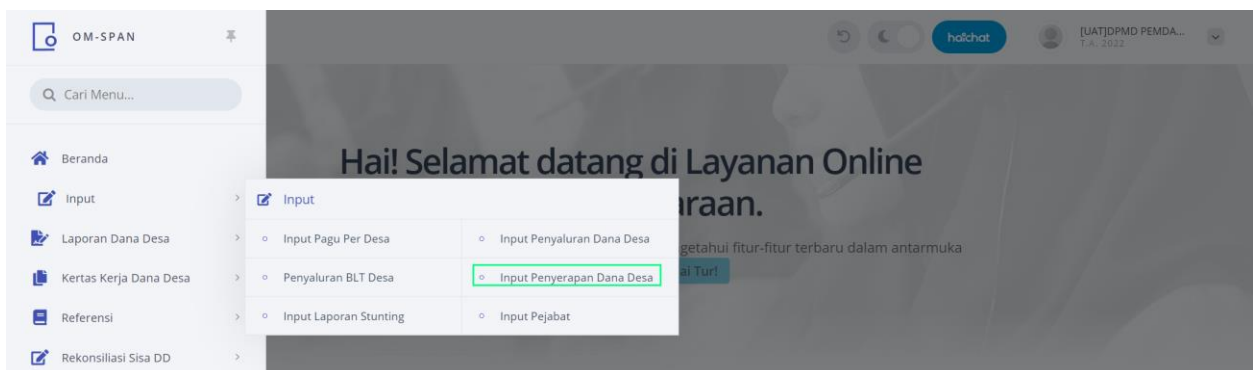 OM-SPAN
Cari Menu...
Beranda
Input
Laporan Dana Desa
Kertas Kerja Dana Desa
Referensi
Rekonsiliasi Sisa DD
Input
Input Pagu Per Desa
Input Penyaluran Dana Desa
Penyaluran BLT Desa
Input Penyerapan Dana Desa
Input Laporan Stunting
Input Pejabat
haichat
[UAT]DPMD PEMDA...
T.A. 2022
Hai! Selamat datang di Layanan Online
araan.
getahui fitur-fitur terbaru dalam antarmuka
ai Tur!